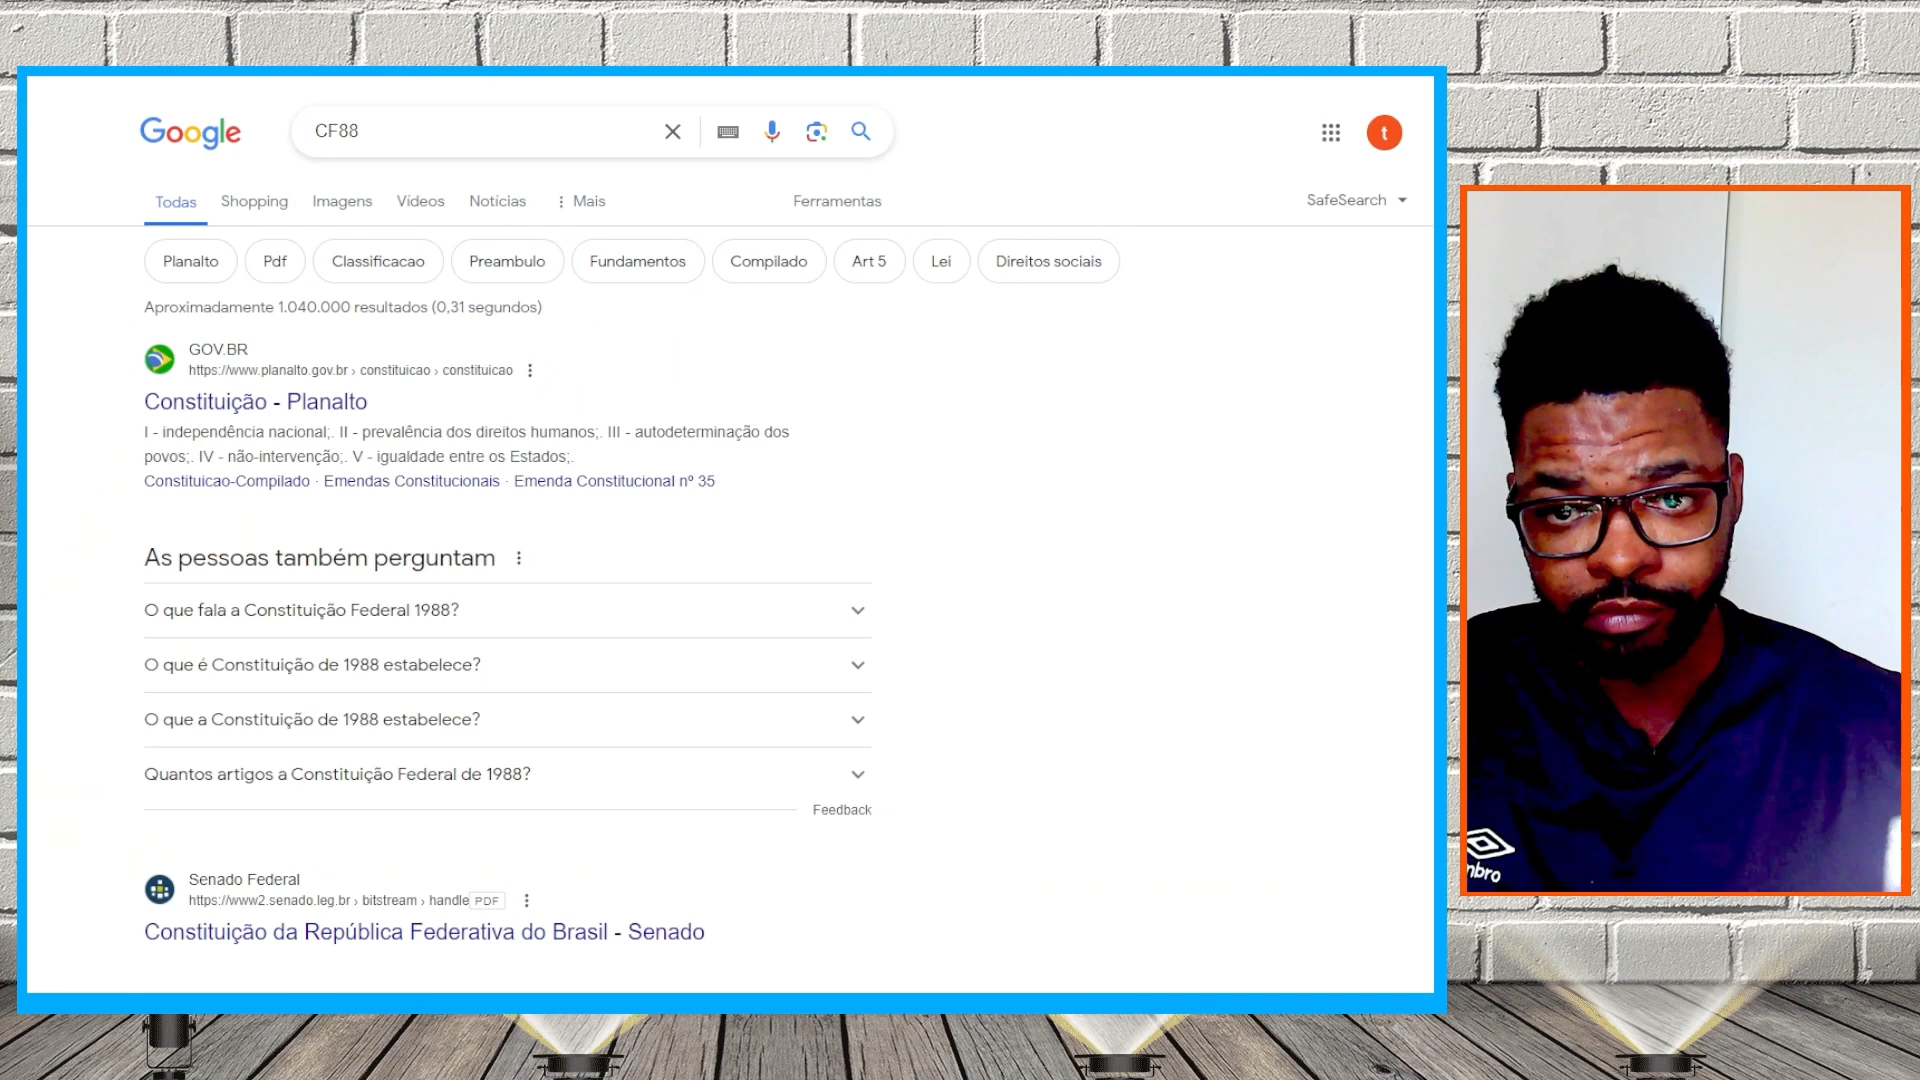 Google
CF88
t
Todas Shopping Imagens Vídeos Notícias Mais Ferramentas SafeSearch
Planalto Pdf Classificacao Preambulo Fundamentos Compilado Art 5 Lei Direitos sociais
Aproximadamente 1.040.000 resultados (0,31 segundos)
GOV.BR
https://www.planalto.gov.br › constituicao › constituicao
Constituição - Planalto
I - independência nacional;. II - prevalência dos direitos humanos;. III - autodeterminação dos
povos;. IV - não-intervenção;. V - igualdade entre os Estados;.
Constituicao-Compilado · Emendas Constitucionais · Emenda Constitucional nº 35
As pessoas também perguntam
O que fala a Constituição Federal 1988?
O que é Constituição de 1988 estabelece?
O que a Constituição de 1988 estabelece?
Quantos artigos a Constituição Federal de 1988?
Feedback
Senado Federal
https://www2.senado.leg.br › bitstream › handle PDF
Constituição da República Federativa do Brasil - Senado
mbro